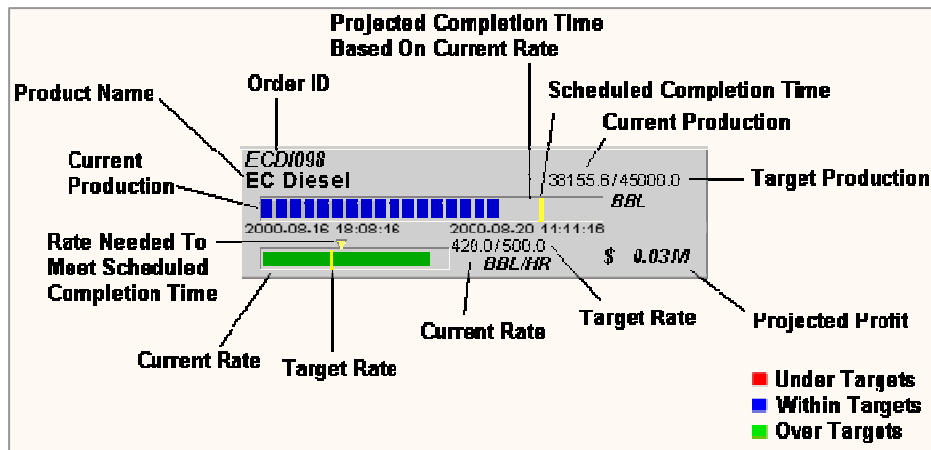 Projected Completion Time
Based On Current Rate
Order ID
Product Name
Scheduled Completion Time
Current Production
Current
Production
ECDI098
EC Diesel
38155.6/45000.0
BBL
Target Production
2000-08-16 18:08:16
2000-08-20 11:11:16
Rate Needed To
Meet Scheduled
Completion Time
420.0/500.0
BBL/HR
$ 0.03M
Current Rate
Target Rate
Current Rate
Target Rate
Projected Profit
Under Targets
Within Targets
Over Targets